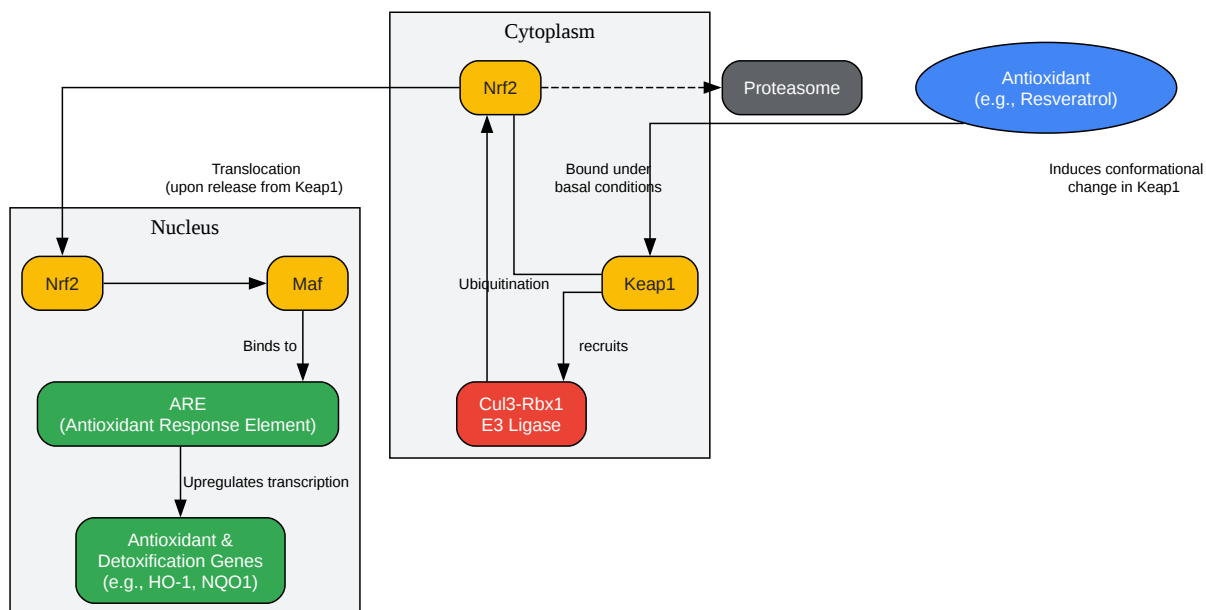 Cytoplasm
Nrf2
Proteasome
Antioxidant
(e.g., Resveratrol)
Translocation
(upon release from Keap1)
Bound under
basal conditions
Induces conformational
change in Keap1
Nucleus
Nrf2
Maf
Ubiquitination
Keap1
Binds to
recruits
ARE
(Antioxidant Response Element)
Cul3-Rbx1
E3 Ligase
Upregulates transcription
Antioxidant &
Detoxification Genes
(e.g., HO-1, NQO1)